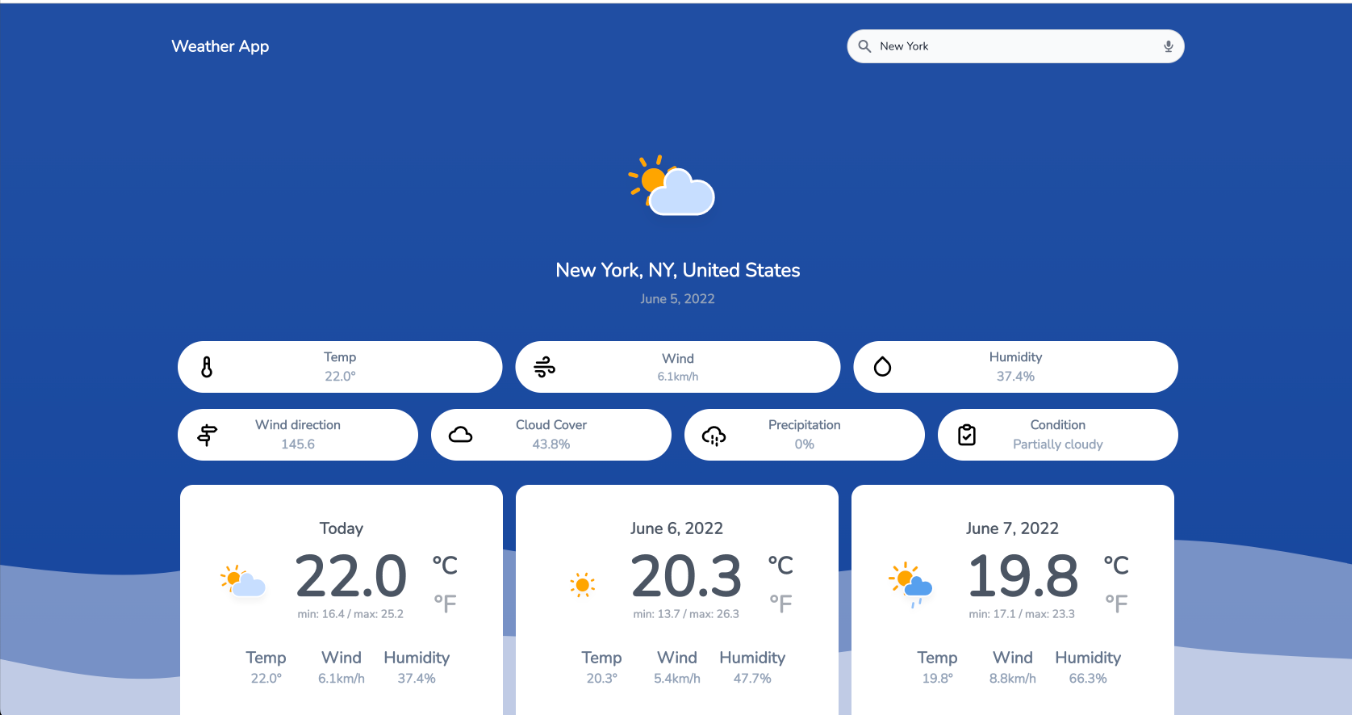 Weather App
New York
New York, NY, United States
June 5, 2022
Temp
22.0°
Wind
6.1km/h
Humidity
37.4%
Wind direction
145.6
Cloud Cover
43.8%
Precipitation
0%
Condition
Partially cloudy
Today
22.0 °C
°F
min: 16.4 / max: 25.2
Temp Wind Humidity
22.0° 6.1km/h 37.4%
June 6, 2022
20.3 °C
°F
min: 13.7 / max: 26.3
Temp Wind Humidity
20.3° 5.4km/h 47.7%
June 7, 2022
19.8 °C
°F
min: 17.1 / max: 23.3
Temp Wind Humidity
19.8° 8.8km/h 66.3%